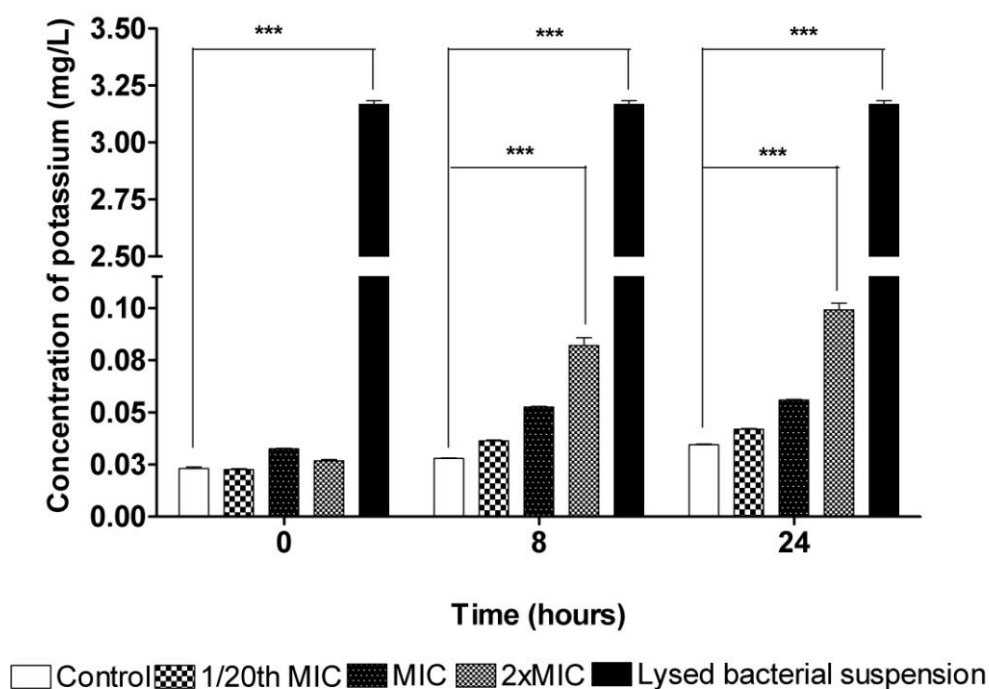 Concentration of potassium (mg/L)
3.50
3.25
3.00
2.75
2.50
0.10
0.08
0.05
0.03
0.00
*** *** ***
*** ***
0 8 24
Time (hours)
Control 1/20th MIC MIC 2xMIC Lysed bacterial suspension